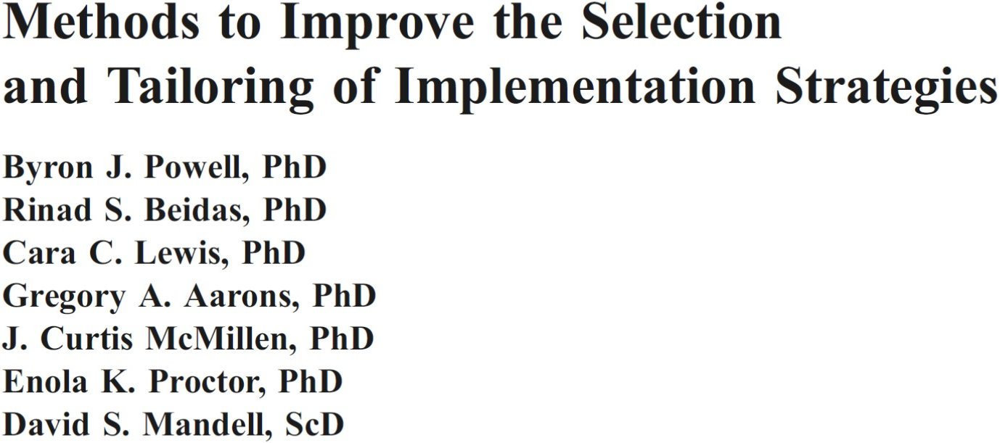 Methods to Improve the Selection
and Tailoring of Implementation Strategies
Byron J. Powell, PhD
Rinad S. Beidas, PhD
Cara C. Lewis, PhD
Gregory A. Aarons, PhD
J. Curtis McMillen, PhD
Enola K. Proctor, PhD
David S. Mandell, ScD